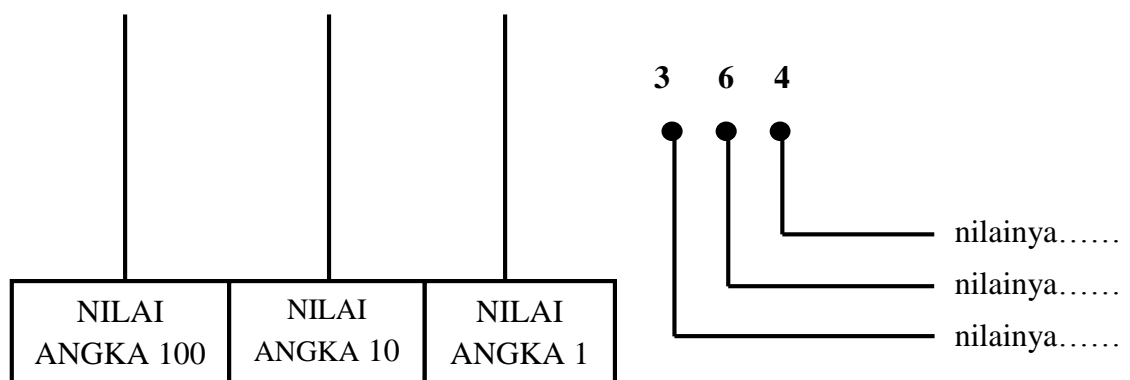 3 6 4
nilainya……
nilainya……
nilainya……
NILAI
ANGKA 100
NILAI
ANGKA 10
NILAI
ANGKA 1